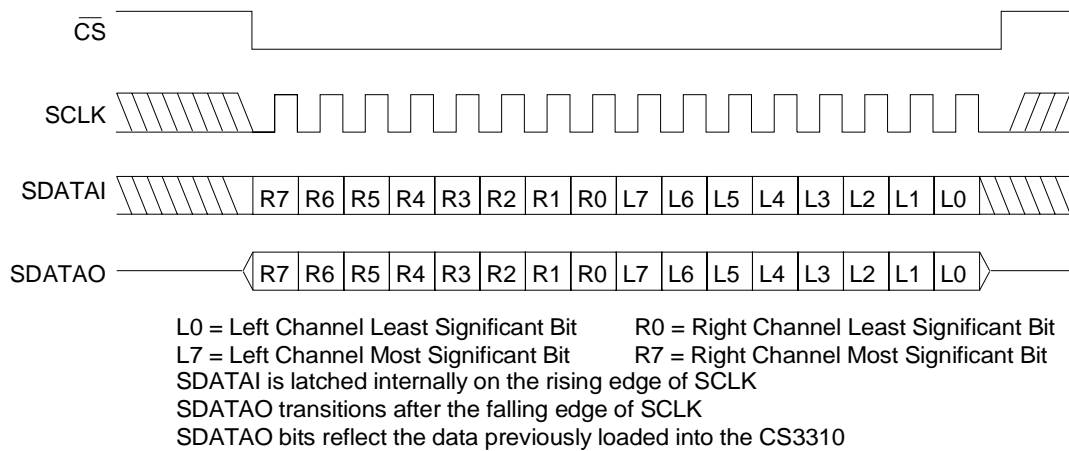 CS
SCLK
SDATAI R7 R6 R5 R4 R3 R2 R1 R0 L7 L6 L5 L4 L3 L2 L1 L0
SDATAO R7 R6 R5 R4 R3 R2 R1 R0 L7 L6 L5 L4 L3 L2 L1 L0
L0 = Left Channel Least Significant Bit R0 = Right Channel Least Significant Bit
L7 = Left Channel Most Significant Bit R7 = Right Channel Most Significant Bit
SDATAI is latched internally on the rising edge of SCLK
SDATAO transitions after the falling edge of SCLK
SDATAO bits reflect the data previously loaded into the CS3310